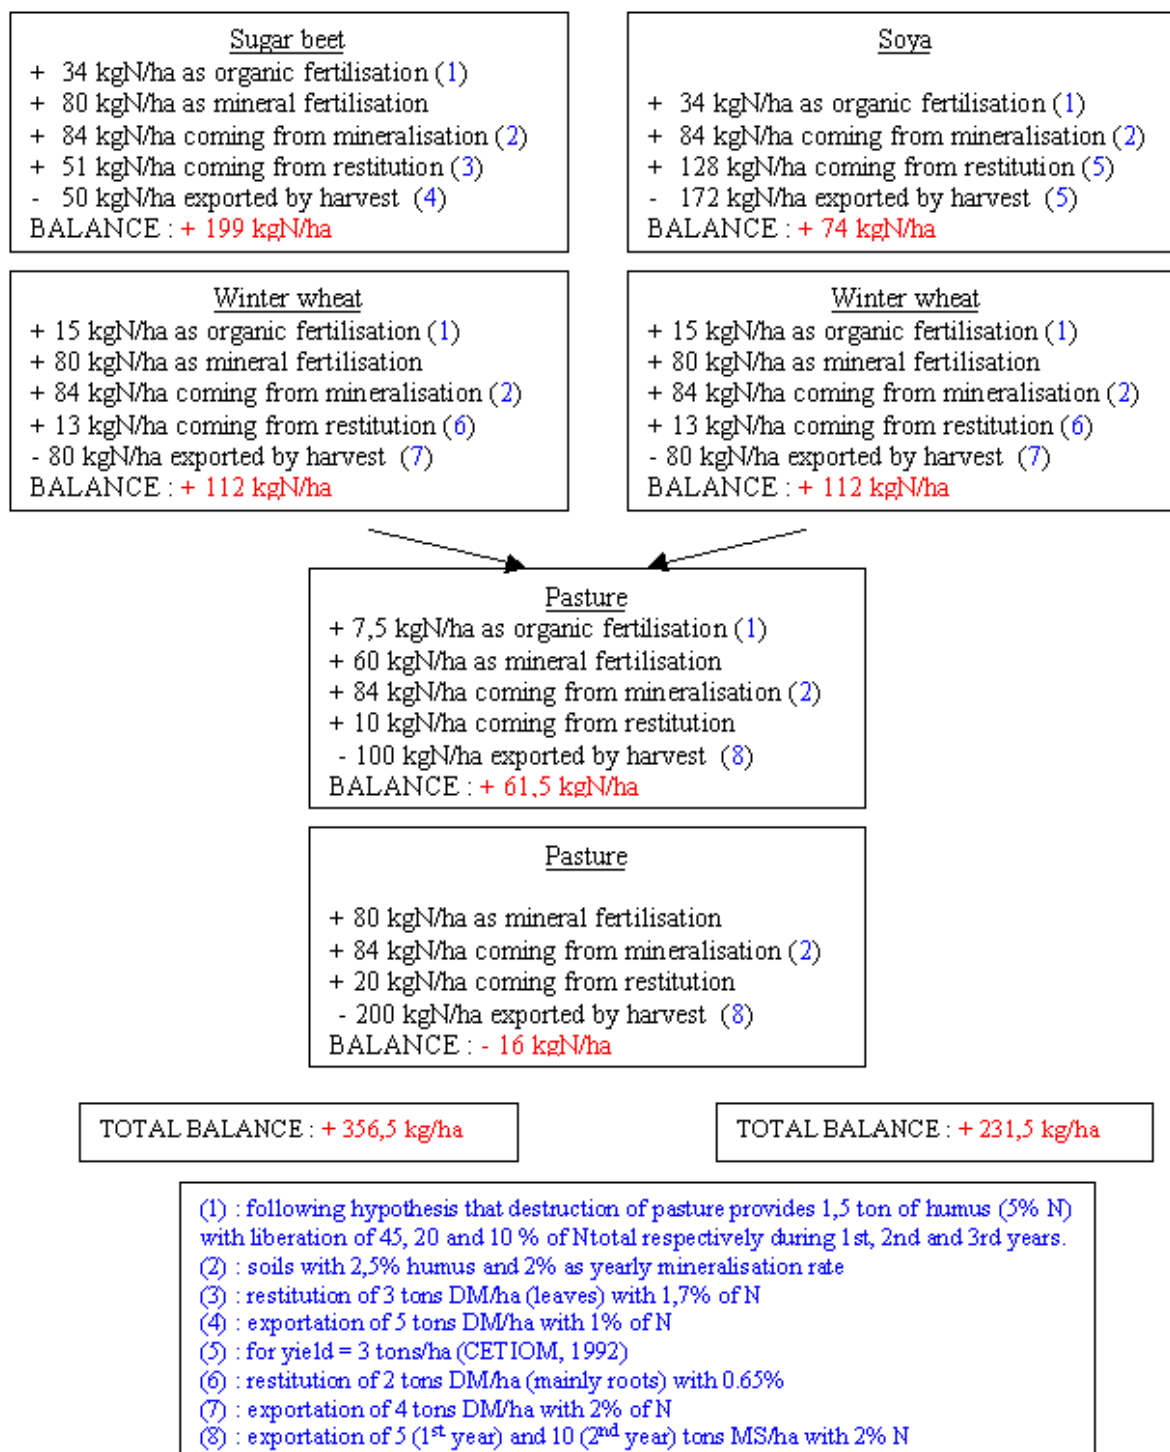 Sugar beet
+ 34 kgN/ha as organic fertilisation (1)
+ 80 kgN/ha as mineral fertilisation
+ 84 kgN/ha coming from mineralisation (2)
+ 51 kgN/ha coming from restitution (3)
- 50 kgN/ha exported by harvest (4)
BALANCE : + 199 kgN/ha
Soya
+ 34 kgN/ha as organic fertilisation (1)
+ 84 kgN/ha coming from mineralisation (2)
+ 128 kgN/ha coming from restitution (5)
- 172 kgN/ha exported by harvest (5)
BALANCE : + 74 kgN/ha
Winter wheat
+ 15 kgN/ha as organic fertilisation (1)
+ 80 kgN/ha as mineral fertilisation
+ 84 kgN/ha coming from mineralisation (2)
+ 13 kgN/ha coming from restitution (6)
- 80 kgN/ha exported by harvest (7)
BALANCE : + 112 kgN/ha
Winter wheat
+ 15 kgN/ha as organic fertilisation (1)
+ 80 kgN/ha as mineral fertilisation
+ 84 kgN/ha coming from mineralisation (2)
+ 13 kgN/ha coming from restitution (6)
- 80 kgN/ha exported by harvest (7)
BALANCE : + 112 kgN/ha
Pasture
+ 7,5 kgN/ha as organic fertilisation (1)
+ 60 kgN/ha as mineral fertilisation
+ 84 kgN/ha coming from mineralisation (2)
+ 10 kgN/ha coming from restitution
- 100 kgN/ha exported by harvest (8)
BALANCE : + 61,5 kgN/ha
Pasture
+ 80 kgN/ha as mineral fertilisation
+ 84 kgN/ha coming from mineralisation (2)
+ 20 kgN/ha coming from restitution
- 200 kgN/ha exported by harvest (8)
BALANCE : - 16 kgN/ha
TOTAL BALANCE : + 356,5 kg/ha
TOTAL BALANCE : + 231,5 kg/ha
(1) : following hypothesis that destruction of pasture provides 1,5 ton of humus (5% N)
with liberation of 45, 20 and 10 % of Ntotal respectively during 1st, 2nd and 3rd years.
(2) : soils with 2,5% humus and 2% as yearly mineralisation rate
(3) : restitution of 3 tons DM/ha (leaves) with 1,7% of N
(4) : exportation of 5 tons DM/ha with 1% of N
(5) : for yield = 3 tons/ha (CETIOM, 1992)
(6) : restitution of 2 tons DM/ha (mainly roots) with 0.65%
(7) : exportation of 4 tons DM/ha with 2% of N
(8) : exportation of 5 (1st year) and 10 (2nd year) tons MS/ha with 2% N